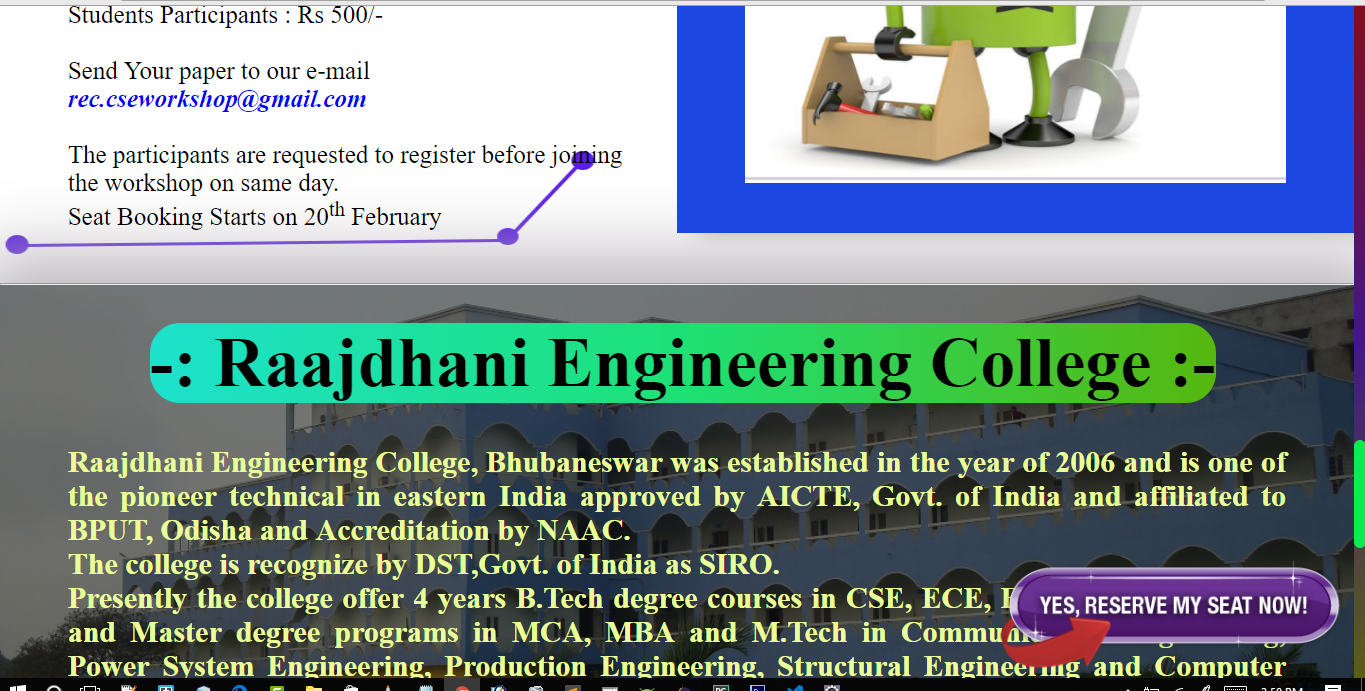 Students Participants : Rs 500/-
Send Your paper to our e-mail
rec.cseworkshop@gmail.com
The participants are requested to register before joining
the workshop on same day.
Seat Booking Starts on 20th February
-: Raajdhani Engineering College :-
Raajdhani Engineering College, Bhubaneswar was established in the year of 2006 and is one of
the pioneer technical in eastern India approved by AICTE, Govt. of India and affiliated to
BPUT, Odisha and Accreditation by NAAC.
The college is recognize by DST,Govt. of India as SIRO.
Presently the college offer 4 years B.Tech degree courses in CSE, ECE,
and Master degree programs in MCA, MBA and M.Tech in
Power System Engineering, Production Engineering, Structural Engineering and Computer
YES, RESERVE MY SEAT NOW!